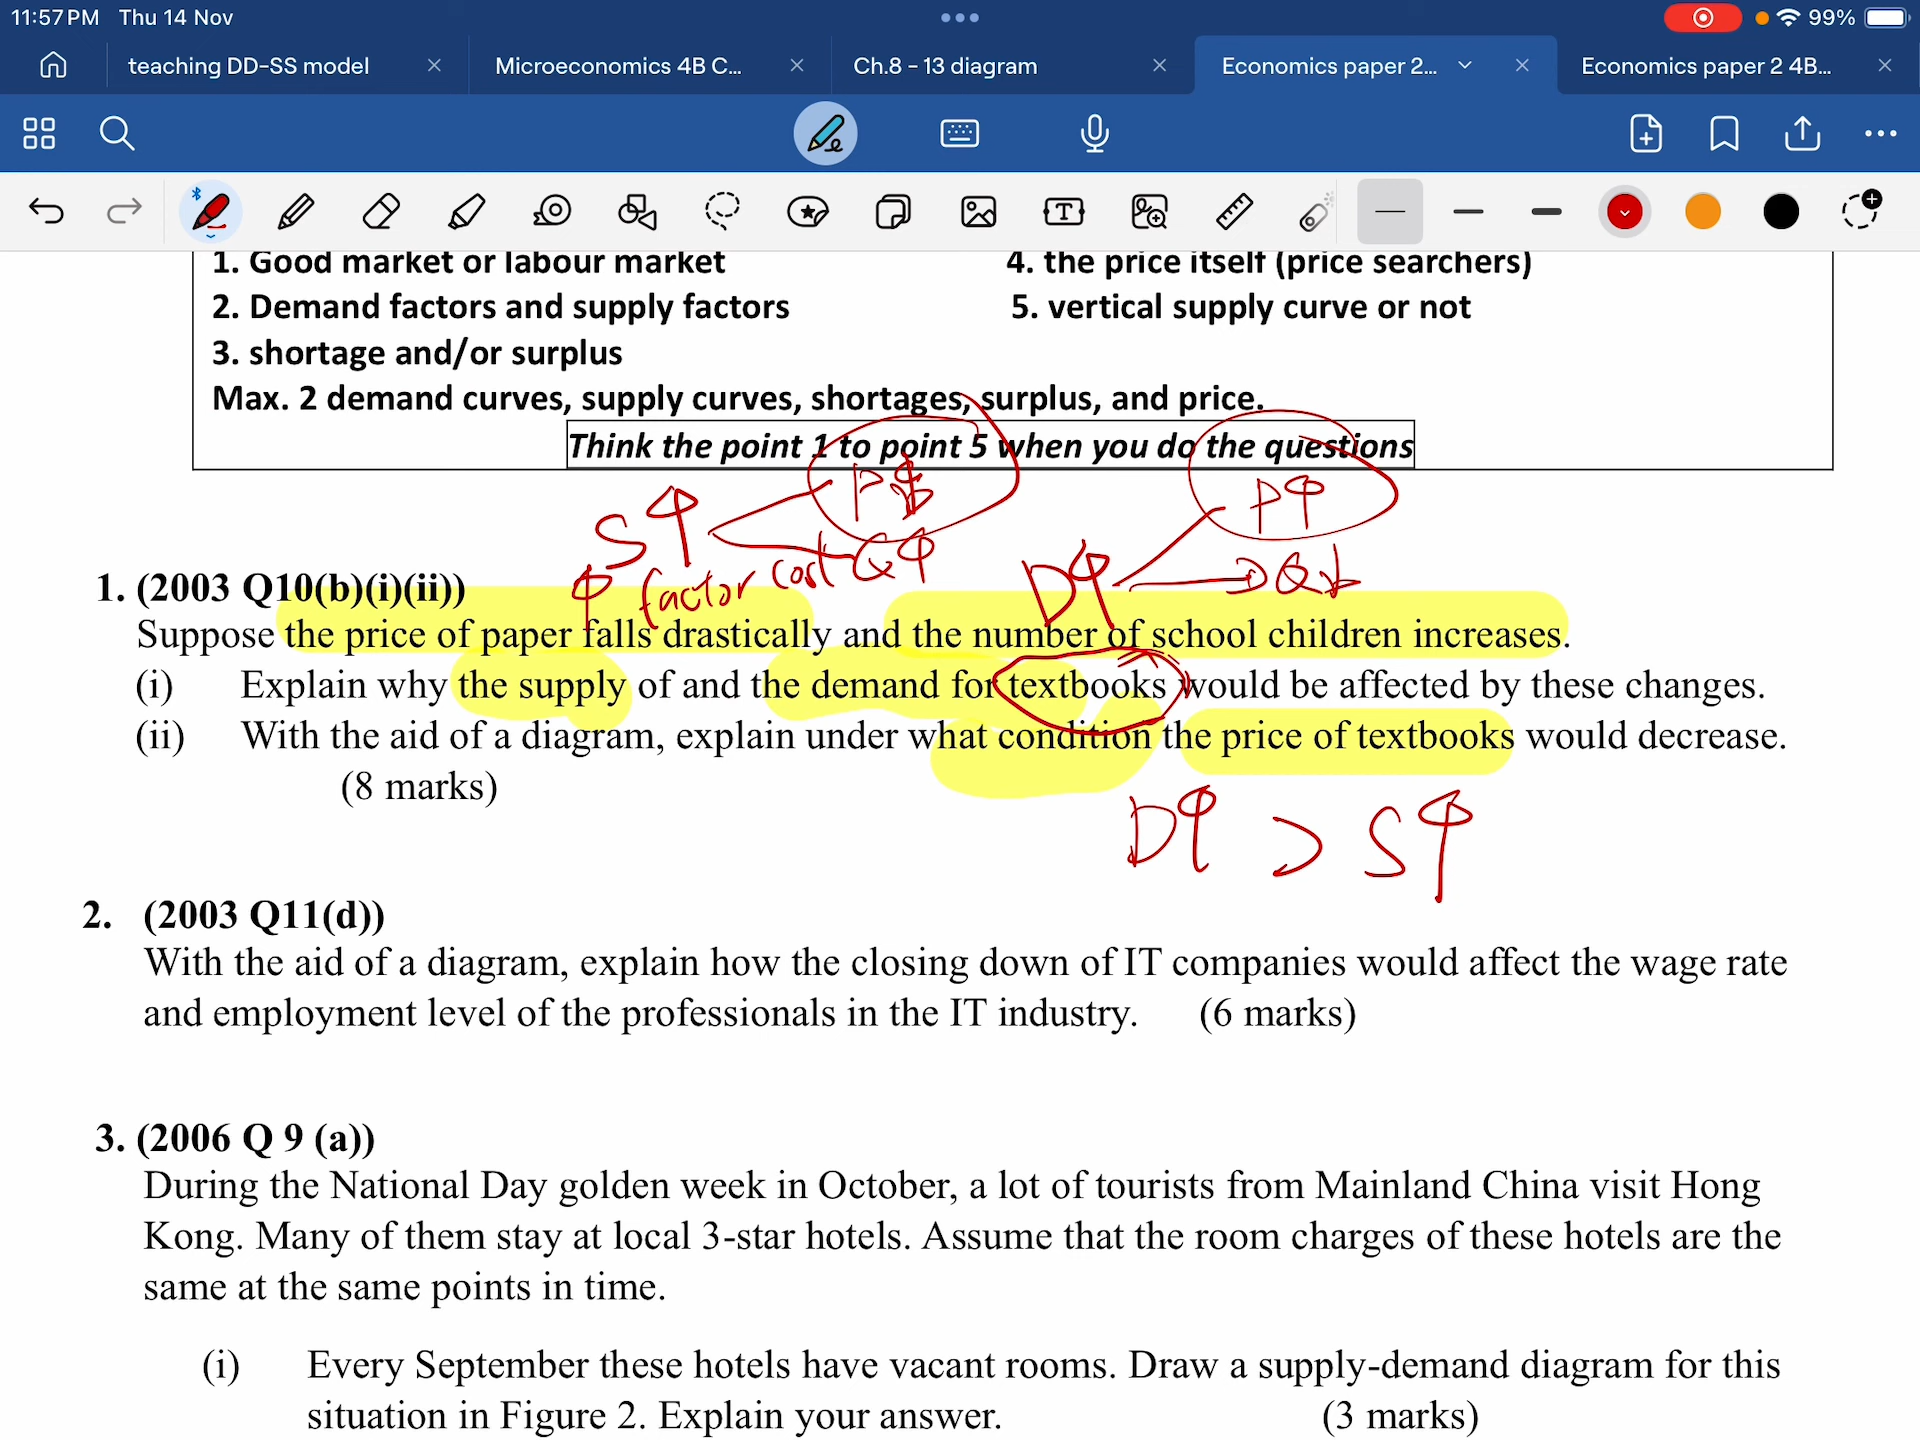 11:57 PM Thu 14 Nov
99%
teaching DD-SS model
Microeconomics 4B C...
Ch.8 - 13 diagram
Economics paper 2...
Economics paper 2 4B...
1. Good market or labour market
4. the price itself (price searchers)
2. Demand factors and supply factors
5. vertical supply curve or not
3. shortage and/or surplus
Max. 2 demand curves, supply curves, shortages, surplus, and price.
Think the point 1 to point 5 when you do the questions
S↑
P↓
Q↑
D↑
P↑
factor cost
1. (2003 Q10(b)(i)(ii))
Suppose the price of paper falls drastically and the number of school children increases.
(i) Explain why the supply of and the demand for textbooks would be affected by these changes.
(ii) With the aid of a diagram, explain under what condition the price of textbooks would decrease.
(8 marks)
D↑ > S↑
2. (2003 Q11(d))
With the aid of a diagram, explain how the closing down of IT companies would affect the wage rate
and employment level of the professionals in the IT industry. (6 marks)
3. (2006 Q 9 (a))
During the National Day golden week in October, a lot of tourists from Mainland China visit Hong
Kong. Many of them stay at local 3-star hotels. Assume that the room charges of these hotels are the
same at the same points in time.
(i) Every September these hotels have vacant rooms. Draw a supply-demand diagram for this
situation in Figure 2. Explain your answer. (3 marks)